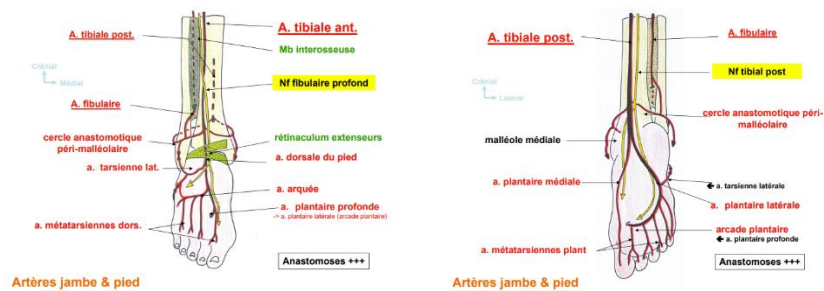 A. tibiale ant.
A. tibiale post.
Mb interosseuse
Crânial
Médial
Nf fibulaire profond
A. fibulaire
cercle anastomotique
péri-malléolaire
rétinaculum extenseurs
a. dorsale du pied
a. tarsienne lat.
a. arquée
a. plantaire profonde
-> a. plantaire latérale (arcade plantaire)
a. métatarsiennes dors.
Anastomoses +++
Artères jambe & pied
A. tibiale post.
A. fibulaire
Crânial
Latéral
Nf tibial post
cercle anastomotique péri-
malléolaire
malléole médiale
a. plantaire médiale
🡸 a. tarsienne latérale
a. plantaire latérale
arcade plantaire
🡸 a. plantaire profonde
a. métatarsiennes plant
Anastomoses +++
Artères jambe & pied